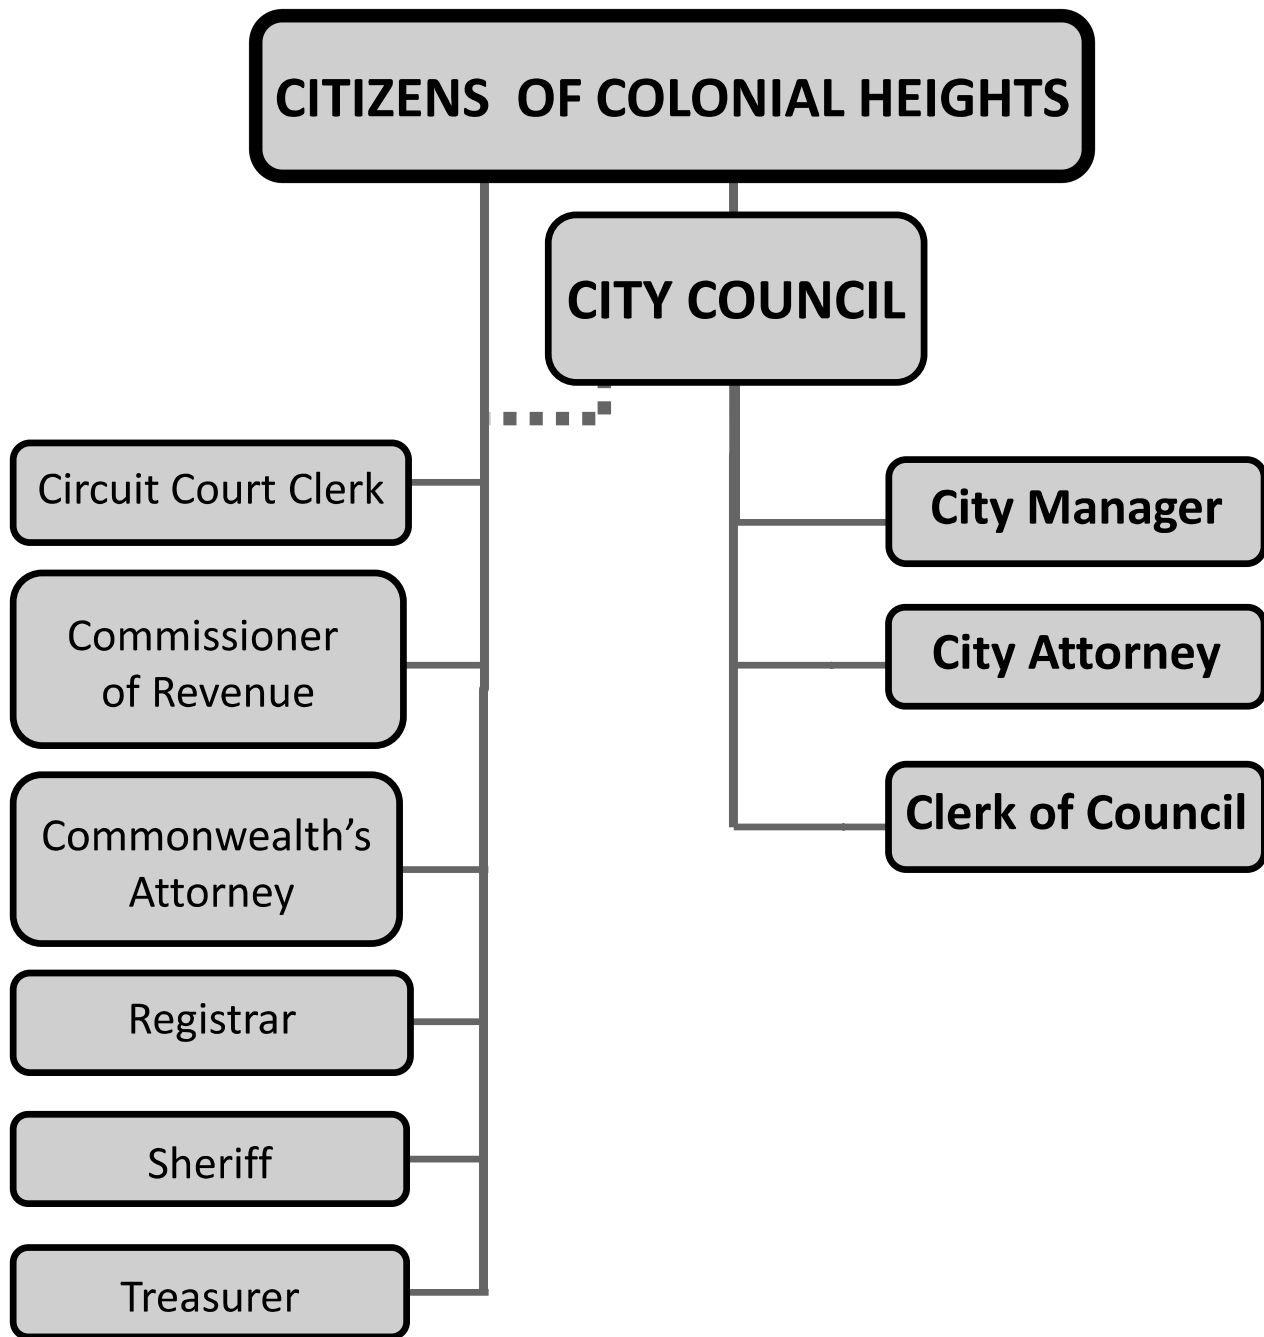 CITIZENS OF COLONIAL HEIGHTS
CITY COUNCIL
Circuit Court Clerk
Commissioner
of Revenue
Commonwealth’s
Attorney
Registrar
Sheriff
Treasurer
City Manager
City Attorney
Clerk of Council